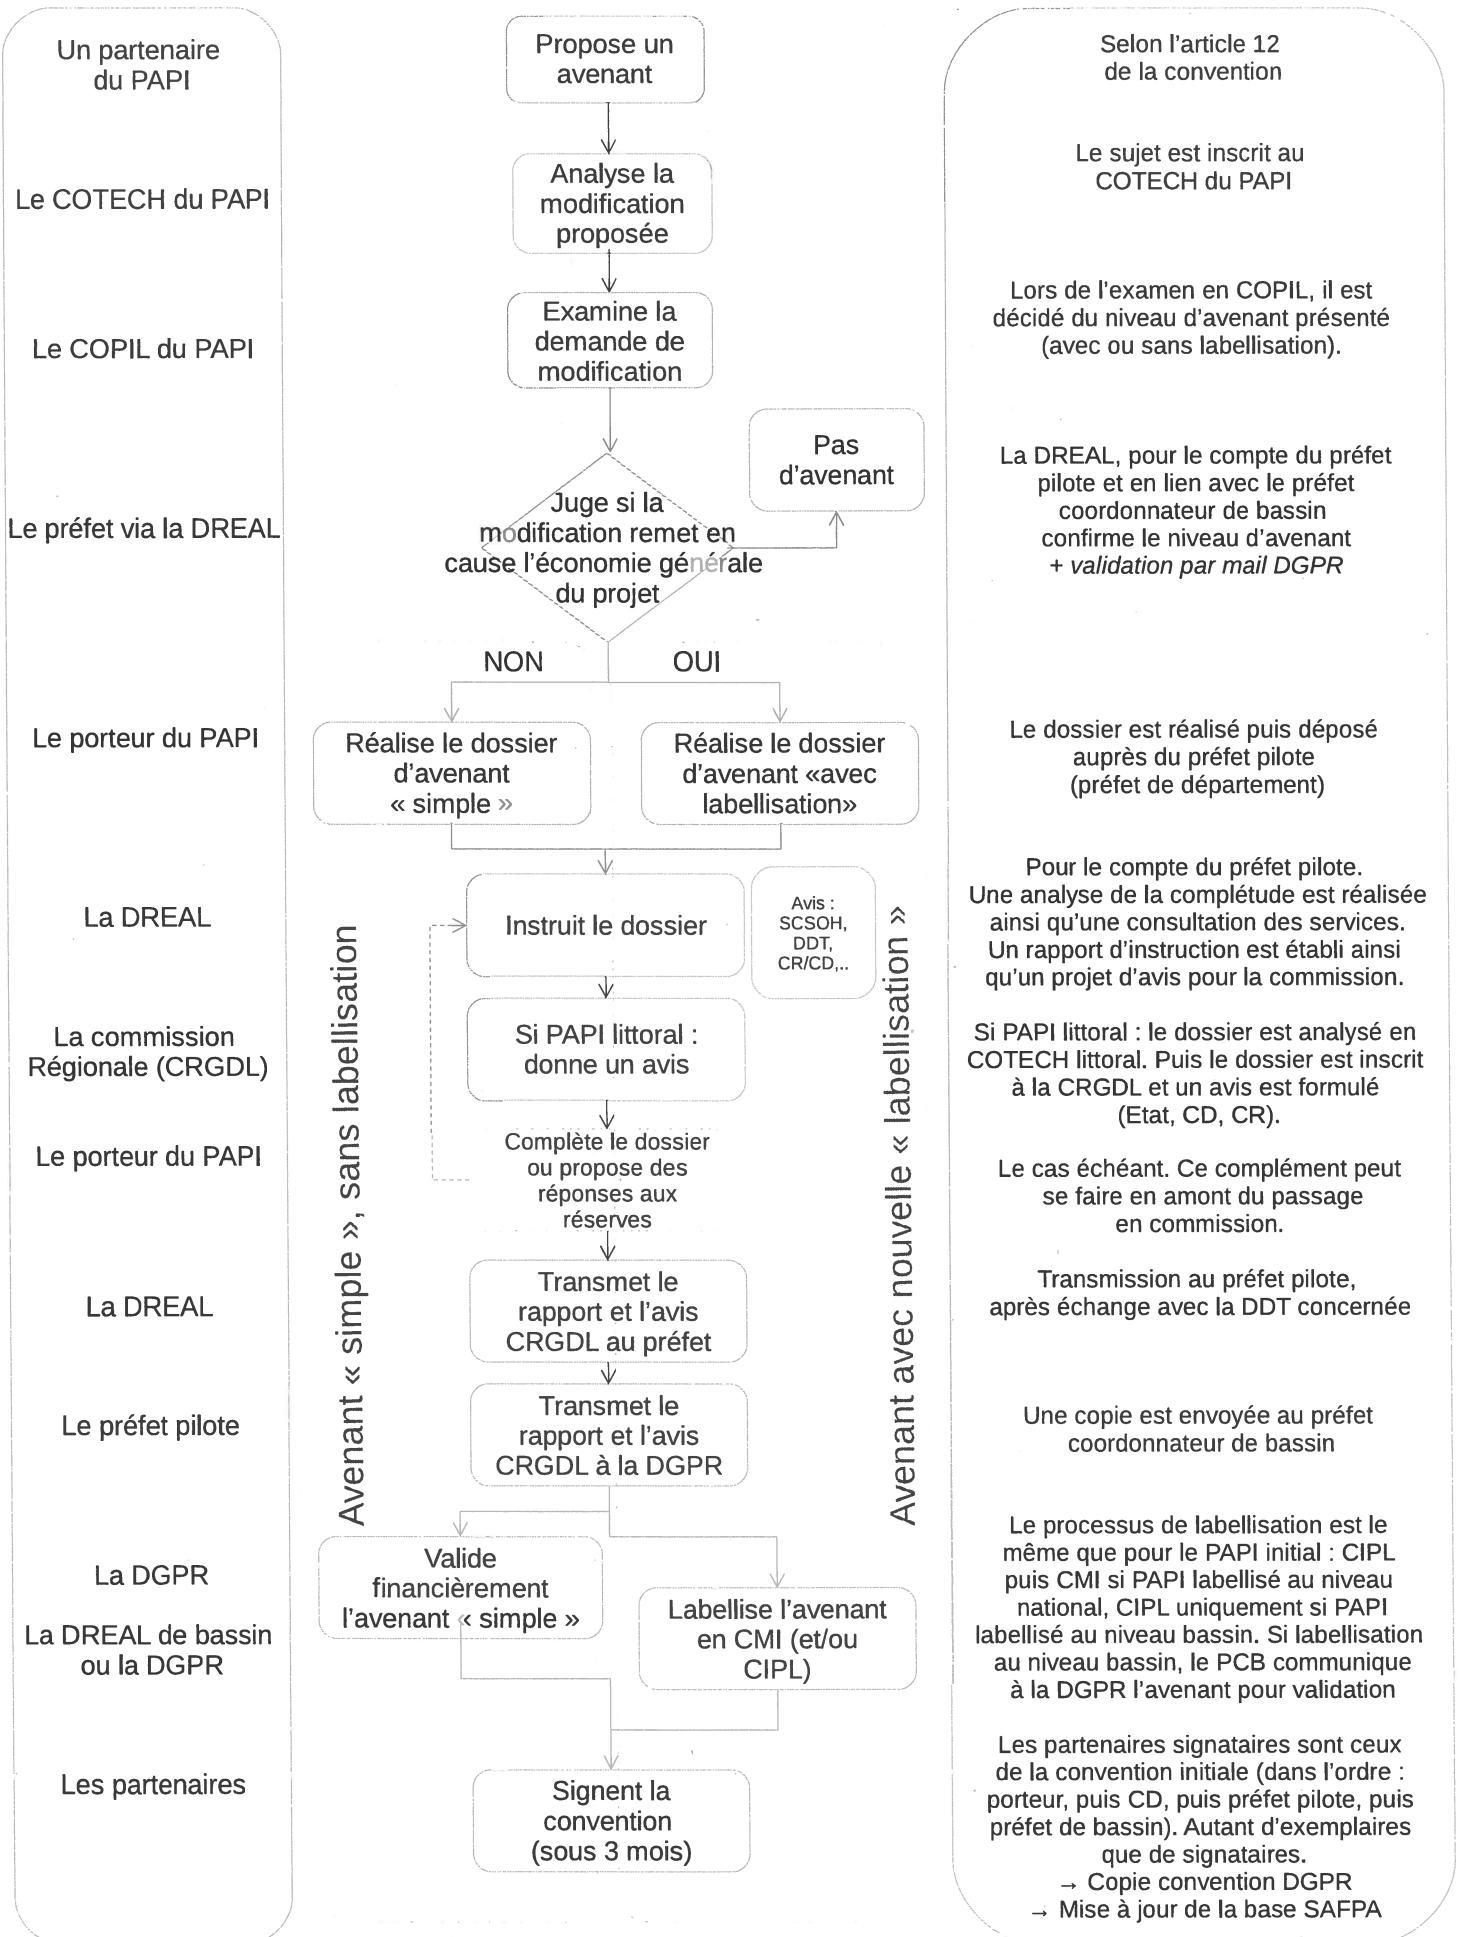 Un partenaire
du PAPI
Propose un
avenant
Selon l’article 12
de la convention
Le COTECH du PAPI
Analyse la
modification
proposée
Le sujet est inscrit au
COTECH du PAPI
Le COPIL du PAPI
Examine la
demande de
modification
Lors de l’examen en COPIL, il est
décidé du niveau d’avenant présenté
(avec ou sans labellisation).
Le préfet via la DREAL
Juge si la
modification remet en
cause l’économie générale
du projet
Pas
d’avenant
La DREAL, pour le compte du préfet
pilote et en lien avec le préfet
coordonnateur de bassin
confirme le niveau d’avenant
+ validation par mail DGPR
NON
OUI
Le porteur du PAPI
Réalise le dossier
d’avenant
« simple »
Réalise le dossier
d’avenant «avec
labellisation»
Le dossier est réalisé puis déposé
auprès du préfet pilote
(préfet de département)
Avenant « simple », sans labellisation
Avenant avec nouvelle « labellisation »
La DREAL
Instruit le dossier
Avis :
SCSOH,
DDT,
CR/CD,..
Pour le compte du préfet pilote.
Une analyse de la complétude est réalisée
ainsi qu’une consultation des services.
Un rapport d’instruction est établi ainsi
qu’un projet d’avis pour la commission.
La commission
Régionale (CRGDL)
Si PAPI littoral :
donne un avis
Si PAPI littoral : le dossier est analysé en
COTECH littoral. Puis le dossier est inscrit
à la CRGDL et un avis est formulé
(Etat, CD, CR).
Le porteur du PAPI
Complète le dossier
ou propose des
réponses aux
réserves
Le cas échéant. Ce complément peut
se faire en amont du passage
en commission.
La DREAL
Transmet le
rapport et l’avis
CRGDL au préfet
Transmission au préfet pilote,
après échange avec la DDT concernée
Le préfet pilote
Transmet le
rapport et l’avis
CRGDL à la DGPR
Une copie est envoyée au préfet
coordonnateur de bassin
La DGPR
La DREAL de bassin
ou la DGPR
Valide
financièrement
l’avenant « simple »
Labellise l’avenant
en CMI (et/ou
CIPL)
Le processus de labellisation est le
même que pour le PAPI initial : CIPL
puis CMI si PAPI labellisé au niveau
national, CIPL uniquement si PAPI
labellisé au niveau bassin. Si labellisation
au niveau bassin, le PCB communique
à la DGPR l’avenant pour validation
Les partenaires
Signent la
convention
(sous 3 mois)
Les partenaires signataires sont ceux
de la convention initiale (dans l’ordre :
porteur, puis CD, puis préfet pilote, puis
préfet de bassin). Autant d’exemplaires
que de signataires.
→ Copie convention DGPR
→ Mise à jour de la base SAFPA